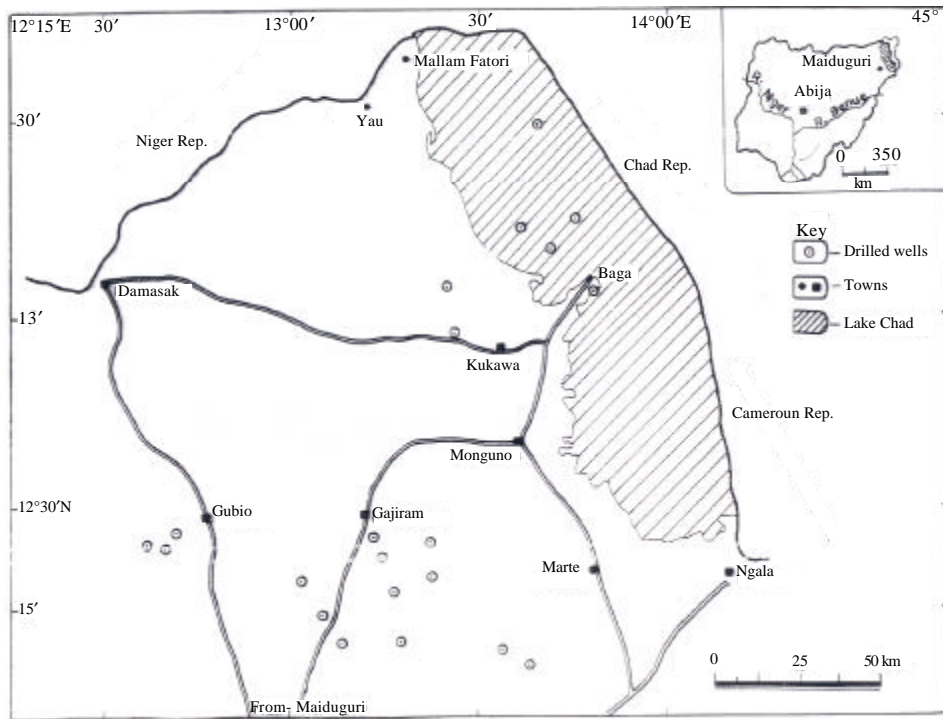 12°15′E
30′
13°00′
30′
14°00′E
45°
Mallam Fatori
Maiduguri
Abija
Niger
R. Benue
0 350
km
Yau
30′
Niger Rep.
Chad Rep.
Key
Drilled wells
Baga
Towns
Damasak
13′
Lake Chad
Kukawa
Cameroun Rep.
Monguno
12°30′N
Gubio
Gajiram
Marte
Ngala
15′
0 25 50 km
From- Maiduguri